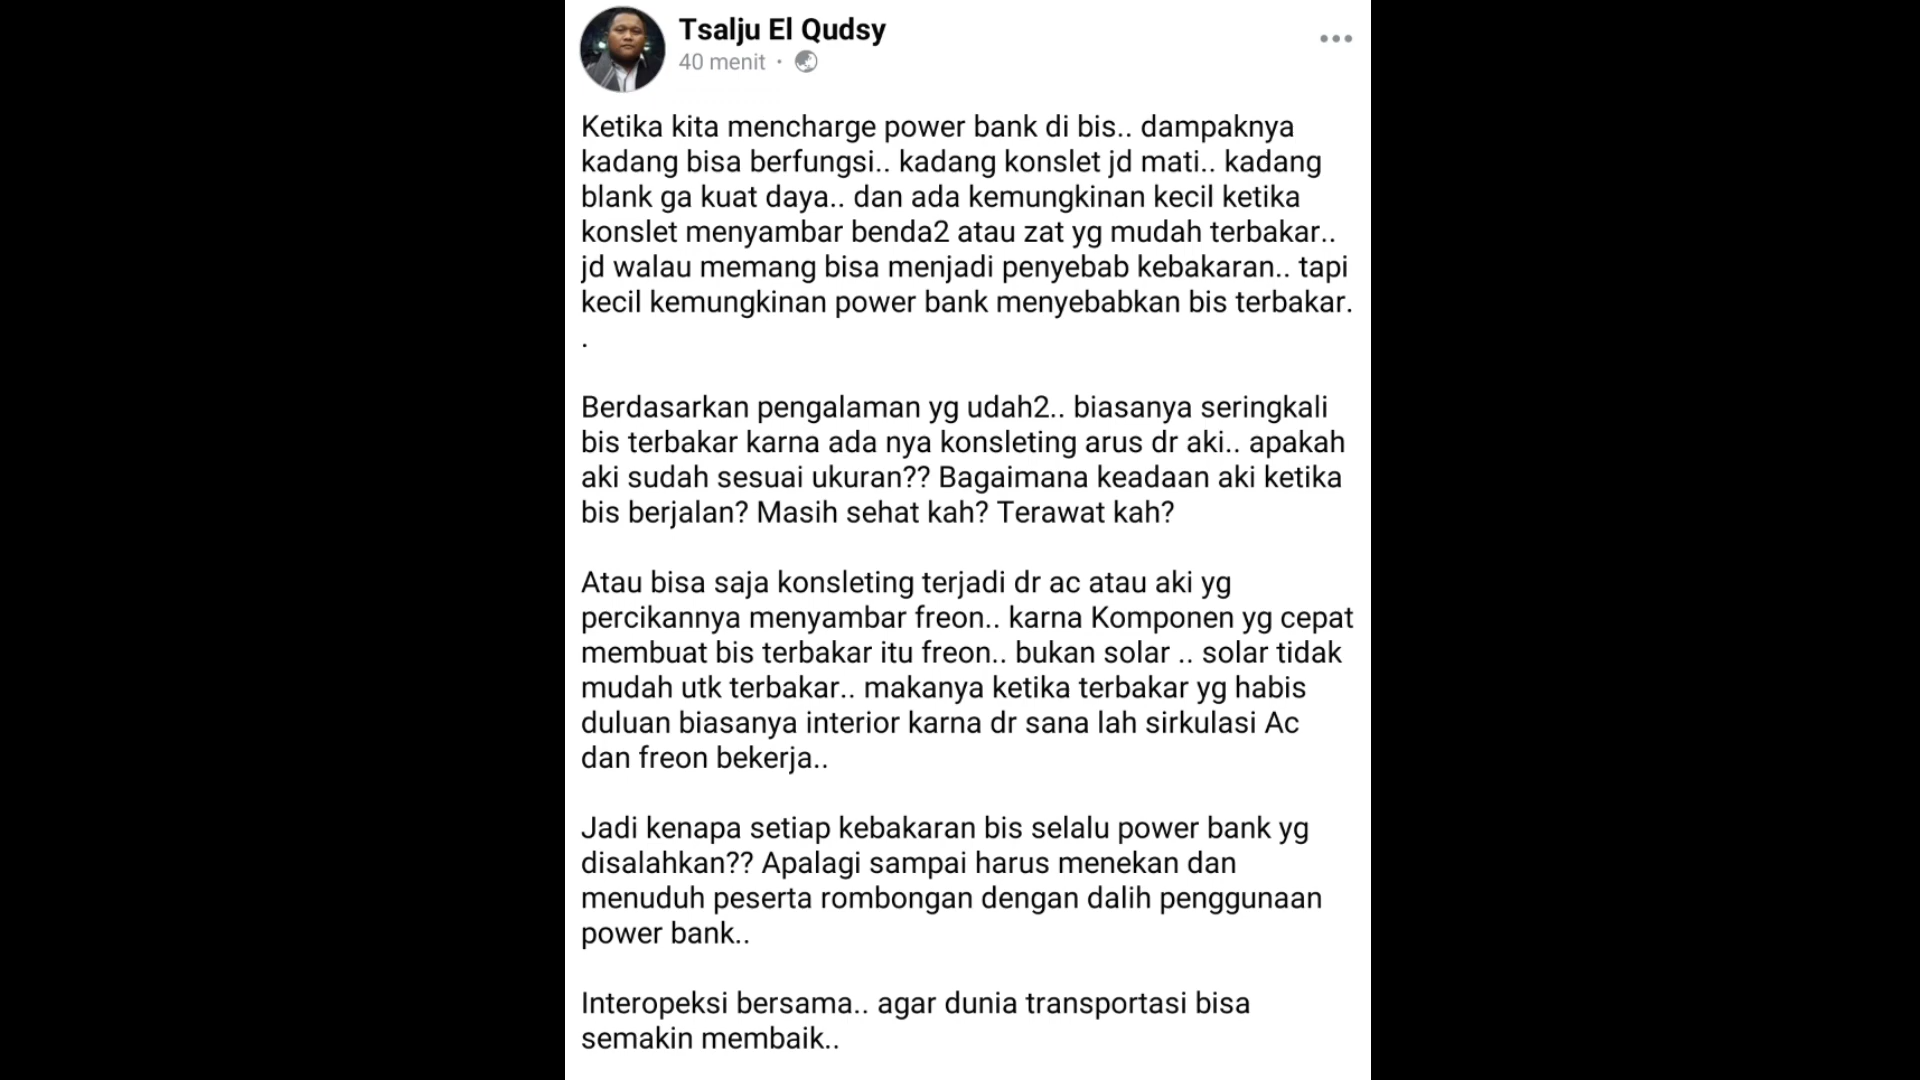 Tsalju El Qudsy
40 menit ·
Ketika kita mencharge power bank di bis.. dampaknya
kadang bisa berfungsi.. kadang konslet jd mati.. kadang
blank ga kuat daya.. dan ada kemungkinan kecil ketika
konslet menyambar benda2 atau zat yg mudah terbakar..
jd walau memang bisa menjadi penyebab kebakaran.. tapi
kecil kemungkinan power bank menyebabkan bis terbakar.
.
Berdasarkan pengalaman yg udah2.. biasanya seringkali
bis terbakar karna ada nya konsleting arus dr aki.. apakah
aki sudah sesuai ukuran?? Bagaimana keadaan aki ketika
bis berjalan? Masih sehat kah? Terawat kah?
Atau bisa saja konsleting terjadi dr ac atau aki yg
percikannya menyambar freon.. karna Komponen yg cepat
membuat bis terbakar itu freon.. bukan solar .. solar tidak
mudah utk terbakar.. makanya ketika terbakar yg habis
duluan biasanya interior karna dr sana lah sirkulasi Ac
dan freon bekerja..
Jadi kenapa setiap kebakaran bis selalu power bank yg
disalahkan?? Apalagi sampai harus menekan dan
menuduh peserta rombongan dengan dalih penggunaan
power bank..
Interopeksi bersama.. agar dunia transportasi bisa
semakin membaik..